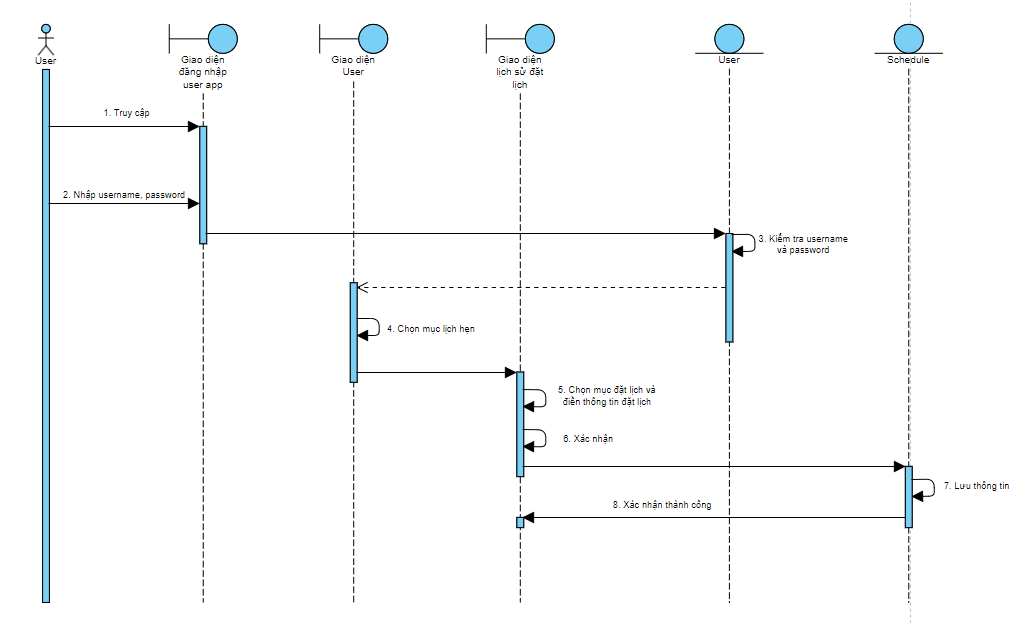 User
Giao diện
đăng nhập
user app
Giao diện
User
Giao diện
lịch sử đặt
lịch
User
Schedule
1. Truy cập
2. Nhập username, password
3. Kiểm tra username
và password
4. Chọn mục lịch hẹn
5. Chọn mục đặt lịch và
điền thông tin đặt lịch
6. Xác nhận
7. Lưu thông tin
8. Xác nhận thành công